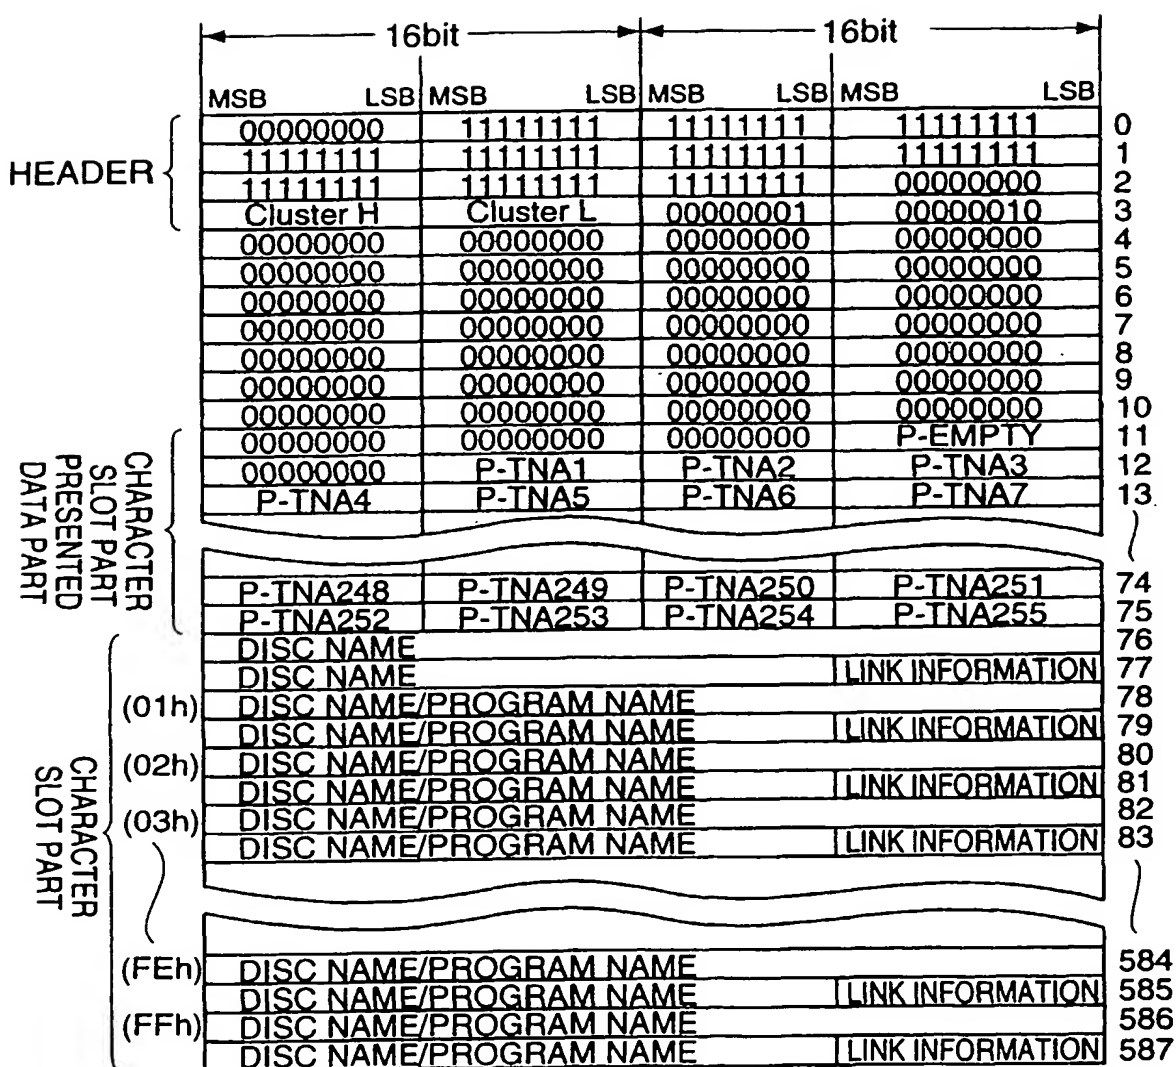 16bit 16bit
MSB LSB MSB LSB MSB LSB MSB LSB
HEADER
00000000 11111111 11111111 11111111 0
11111111 11111111 11111111 11111111 1
11111111 11111111 11111111 00000000 2
Cluster H Cluster L 00000001 00000010 3
00000000 00000000 00000000 00000000 4
00000000 00000000 00000000 00000000 5
00000000 00000000 00000000 00000000 6
00000000 00000000 00000000 00000000 7
00000000 00000000 00000000 00000000 8
00000000 00000000 00000000 00000000 9
00000000 00000000 00000000 00000000 10
CHARACTER
SLOT PART
PRESENTED
DATA PART
00000000 00000000 00000000 P-EMPTY 11
00000000 P-TNA1 P-TNA2 P-TNA3 12
P-TNA4 P-TNA5 P-TNA6 P-TNA7 13
P-TNA248 P-TNA249 P-TNA250 P-TNA251 74
P-TNA252 P-TNA253 P-TNA254 P-TNA255 75
CHARACTER
SLOT PART
DISC NAME 76
DISC NAME LINK INFORMATION 77
(01h) DISC NAME/PROGRAM NAME 78
DISC NAME/PROGRAM NAME LINK INFORMATION 79
(02h) DISC NAME/PROGRAM NAME 80
DISC NAME/PROGRAM NAME LINK INFORMATION 81
(03h) DISC NAME/PROGRAM NAME 82
DISC NAME/PROGRAM NAME LINK INFORMATION 83
(FEh) DISC NAME/PROGRAM NAME 584
DISC NAME/PROGRAM NAME LINK INFORMATION 585
(FFh) DISC NAME/PROGRAM NAME 586
DISC NAME/PROGRAM NAME LINK INFORMATION 587